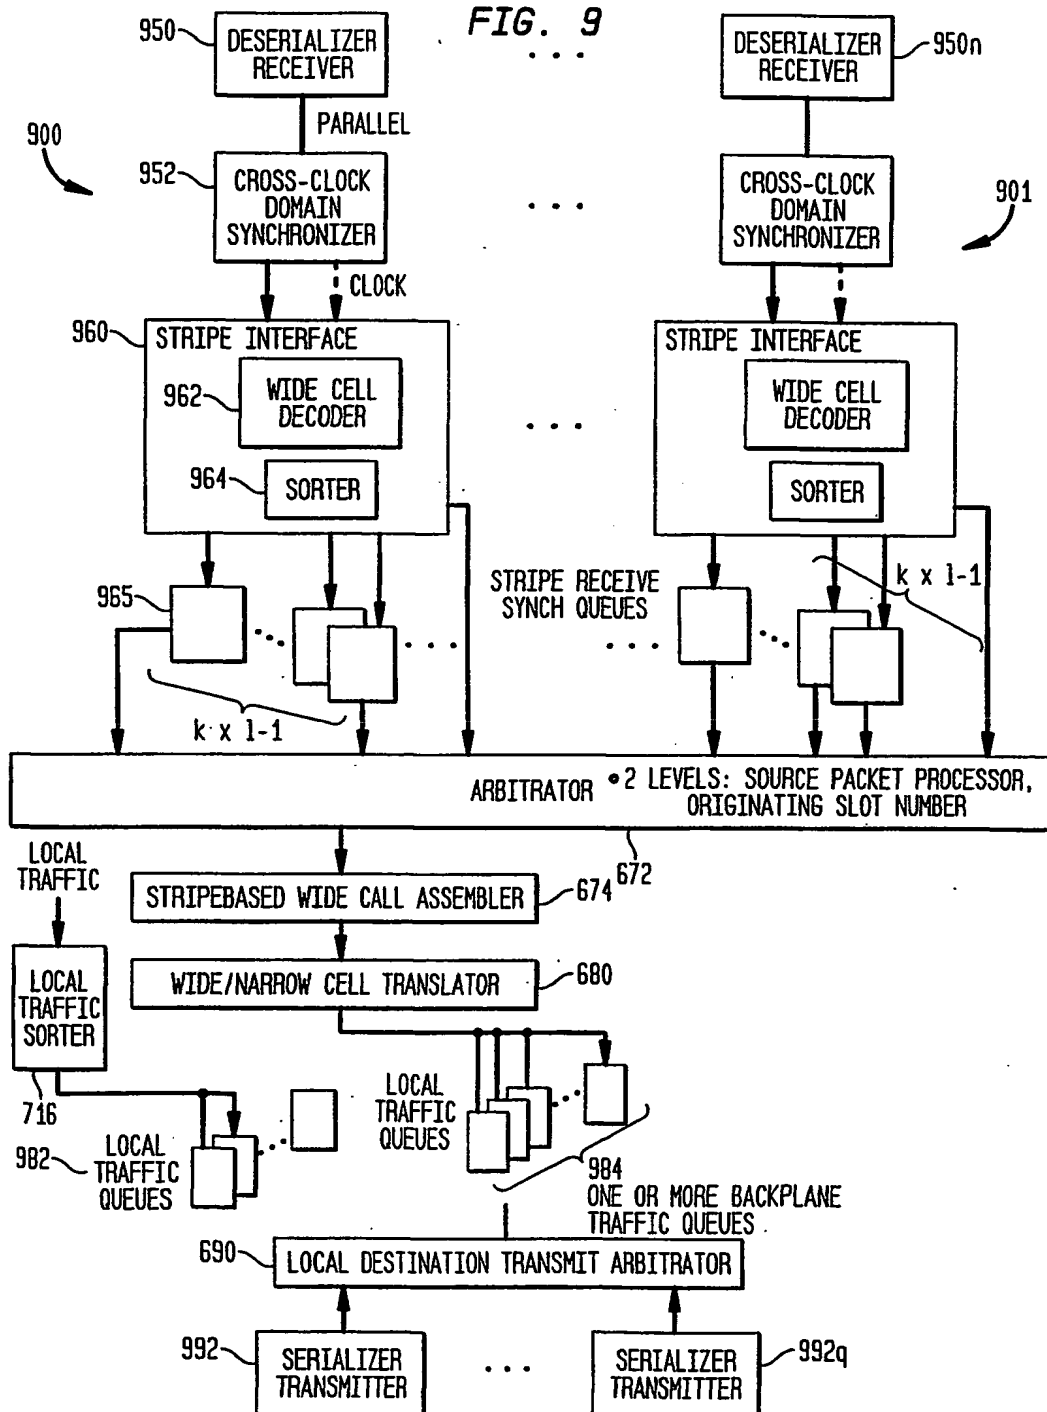 FIG. 9
950
DESERIALIZER
RECEIVER
. . .
DESERIALIZER
RECEIVER
950n
PARALLEL
900
952
CROSS-CLOCK
DOMAIN
SYNCHRONIZER
. . .
CROSS-CLOCK
DOMAIN
SYNCHRONIZER
901
CLOCK
960
STRIPE INTERFACE
962
WIDE CELL
DECODER
964
SORTER
. . .
STRIPE INTERFACE
WIDE CELL
DECODER
SORTER
965
STRIPE RECEIVE
SYNCH QUEUES
k x l-1
k x l-1
ARBITRATOR
•2 LEVELS: SOURCE PACKET PROCESSOR,
ORIGINATING SLOT NUMBER
672
LOCAL
TRAFFIC
STRIPEBASED WIDE CALL ASSEMBLER
674
WIDE/NARROW CELL TRANSLATOR
680
LOCAL
TRAFFIC
SORTER
716
LOCAL
TRAFFIC
QUEUES
982
LOCAL
TRAFFIC
QUEUES
984
ONE OR MORE BACKPLANE
TRAFFIC QUEUES
690
LOCAL DESTINATION TRANSMIT ARBITRATOR
992
SERIALIZER
TRANSMITTER
. . .
SERIALIZER
TRANSMITTER
992q